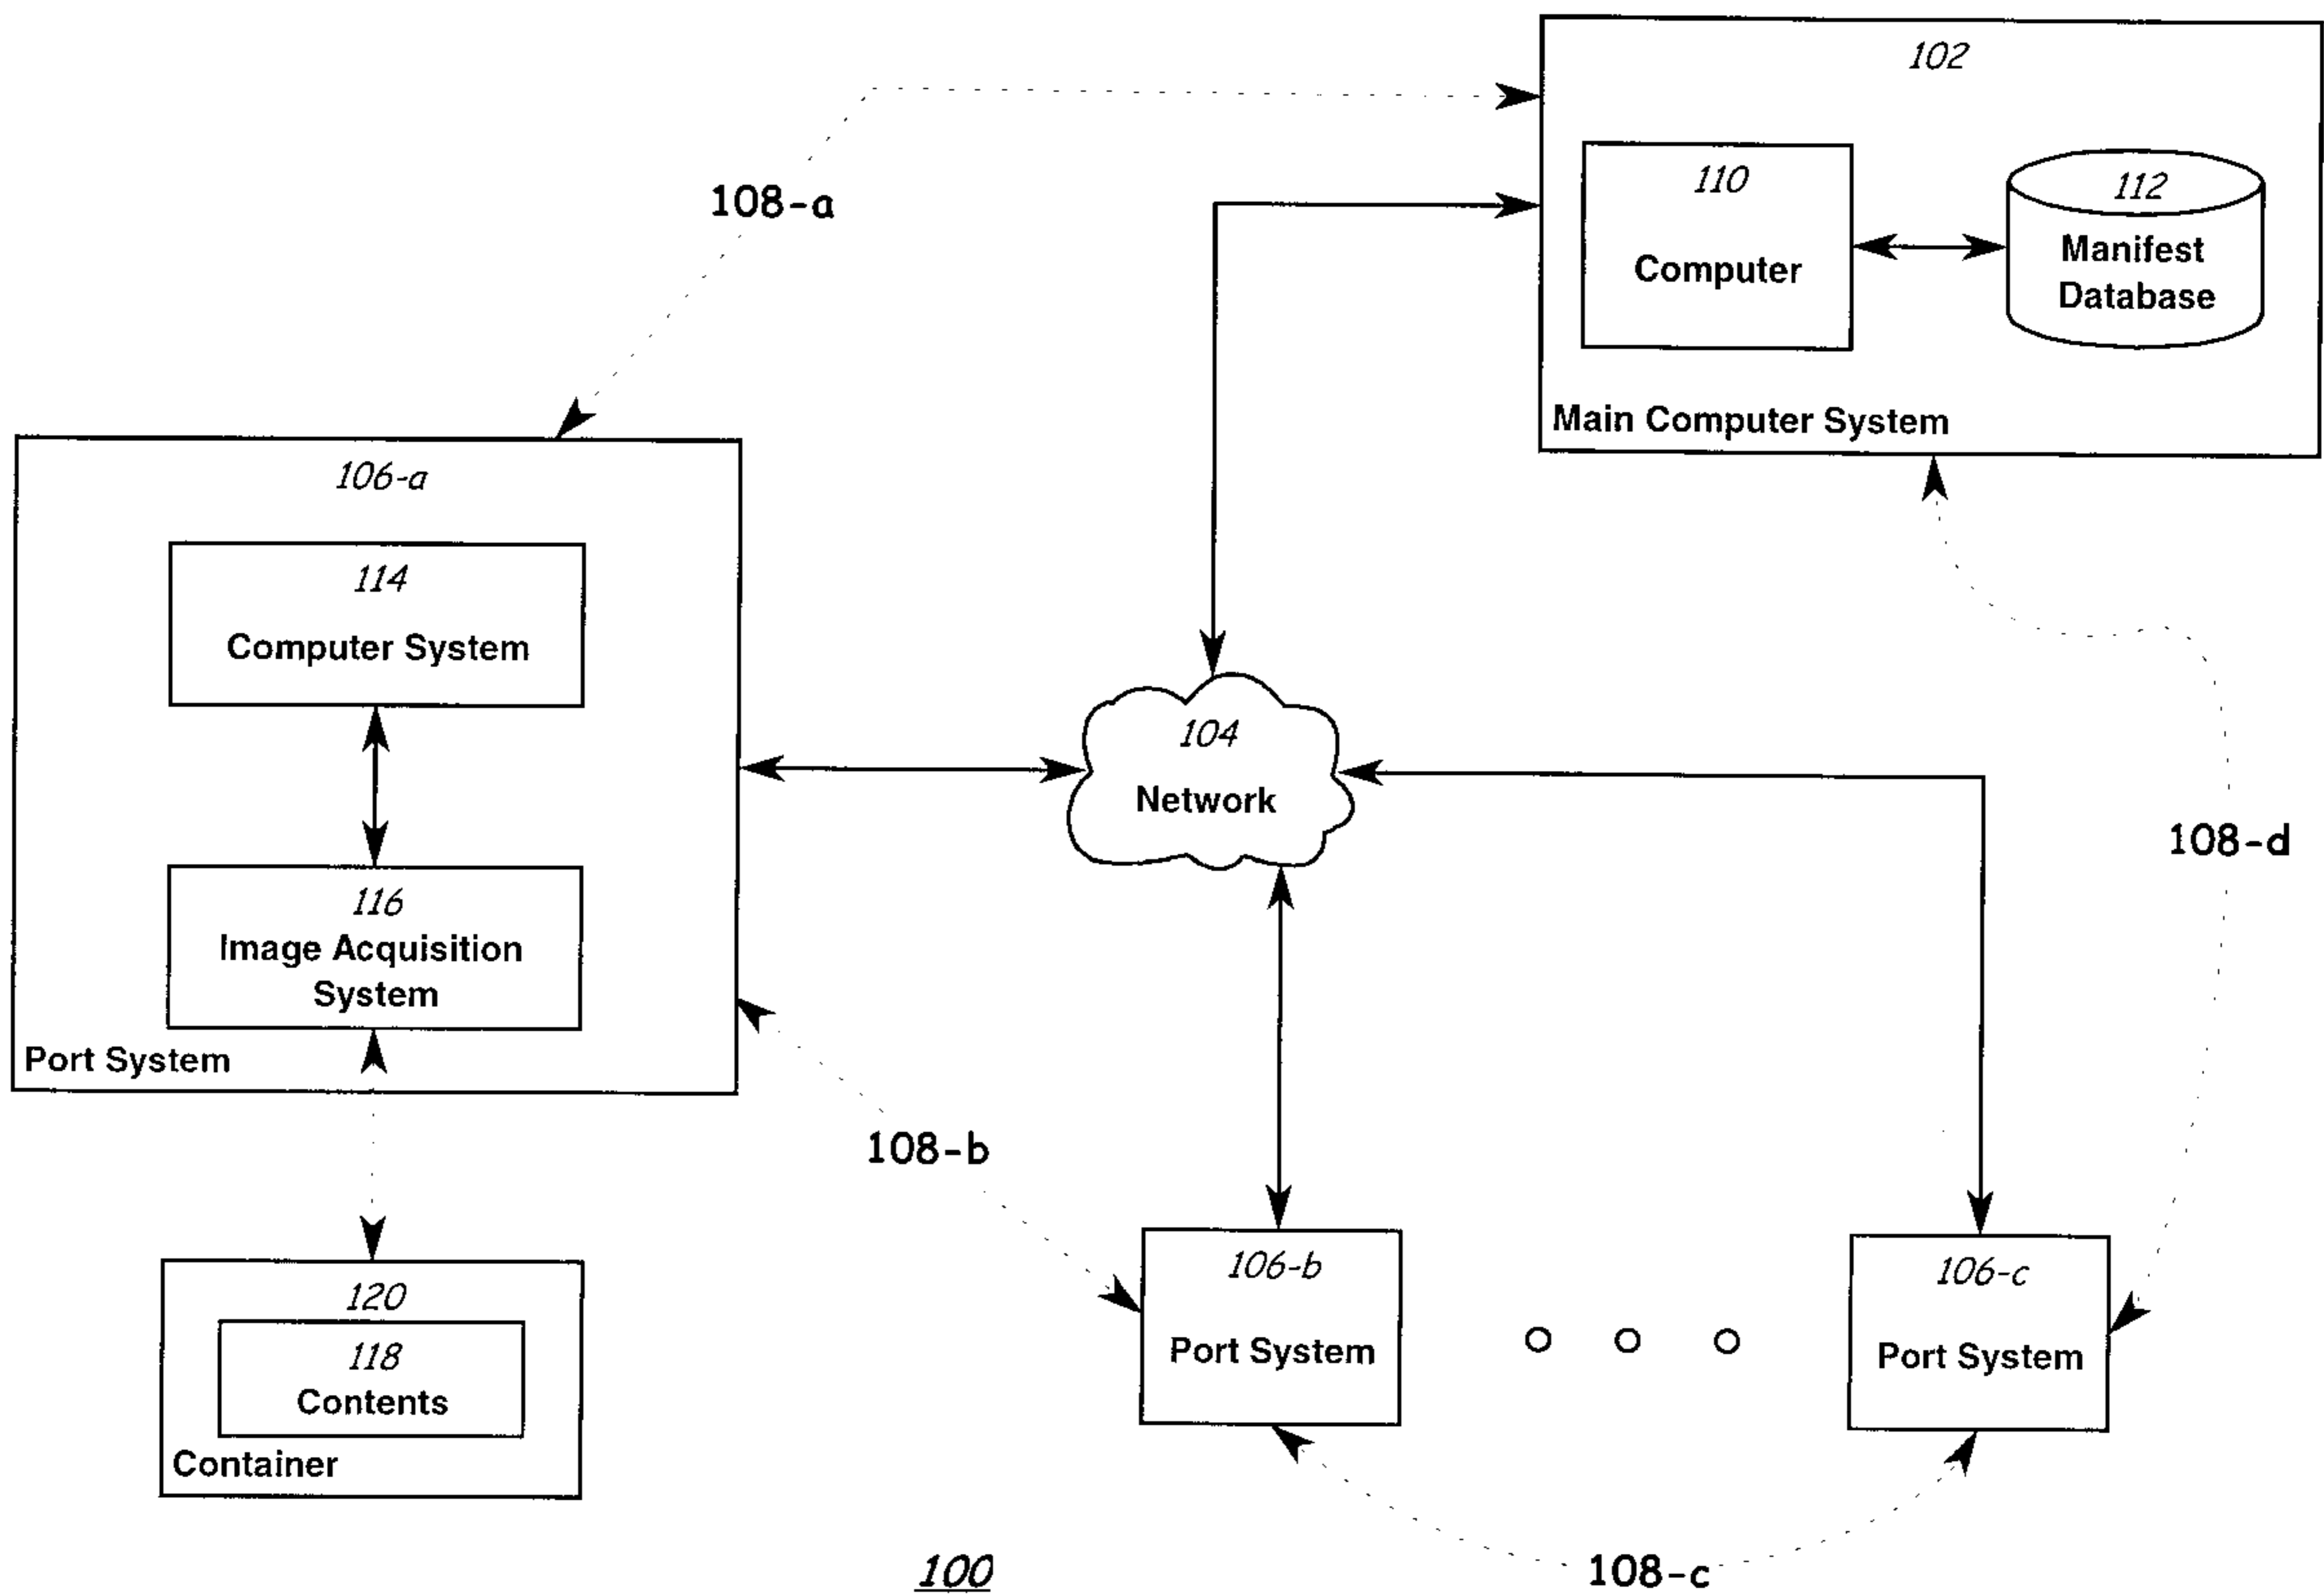 102
110
Computer
112
Manifest
Database
Main Computer System
108-a
106-a
114
Computer System
116
Image Acquisition
System
Port System
104
Network
108-d
108-b
120
118
Contents
Container
106-b
Port System
106-c
Port System
108-c
100